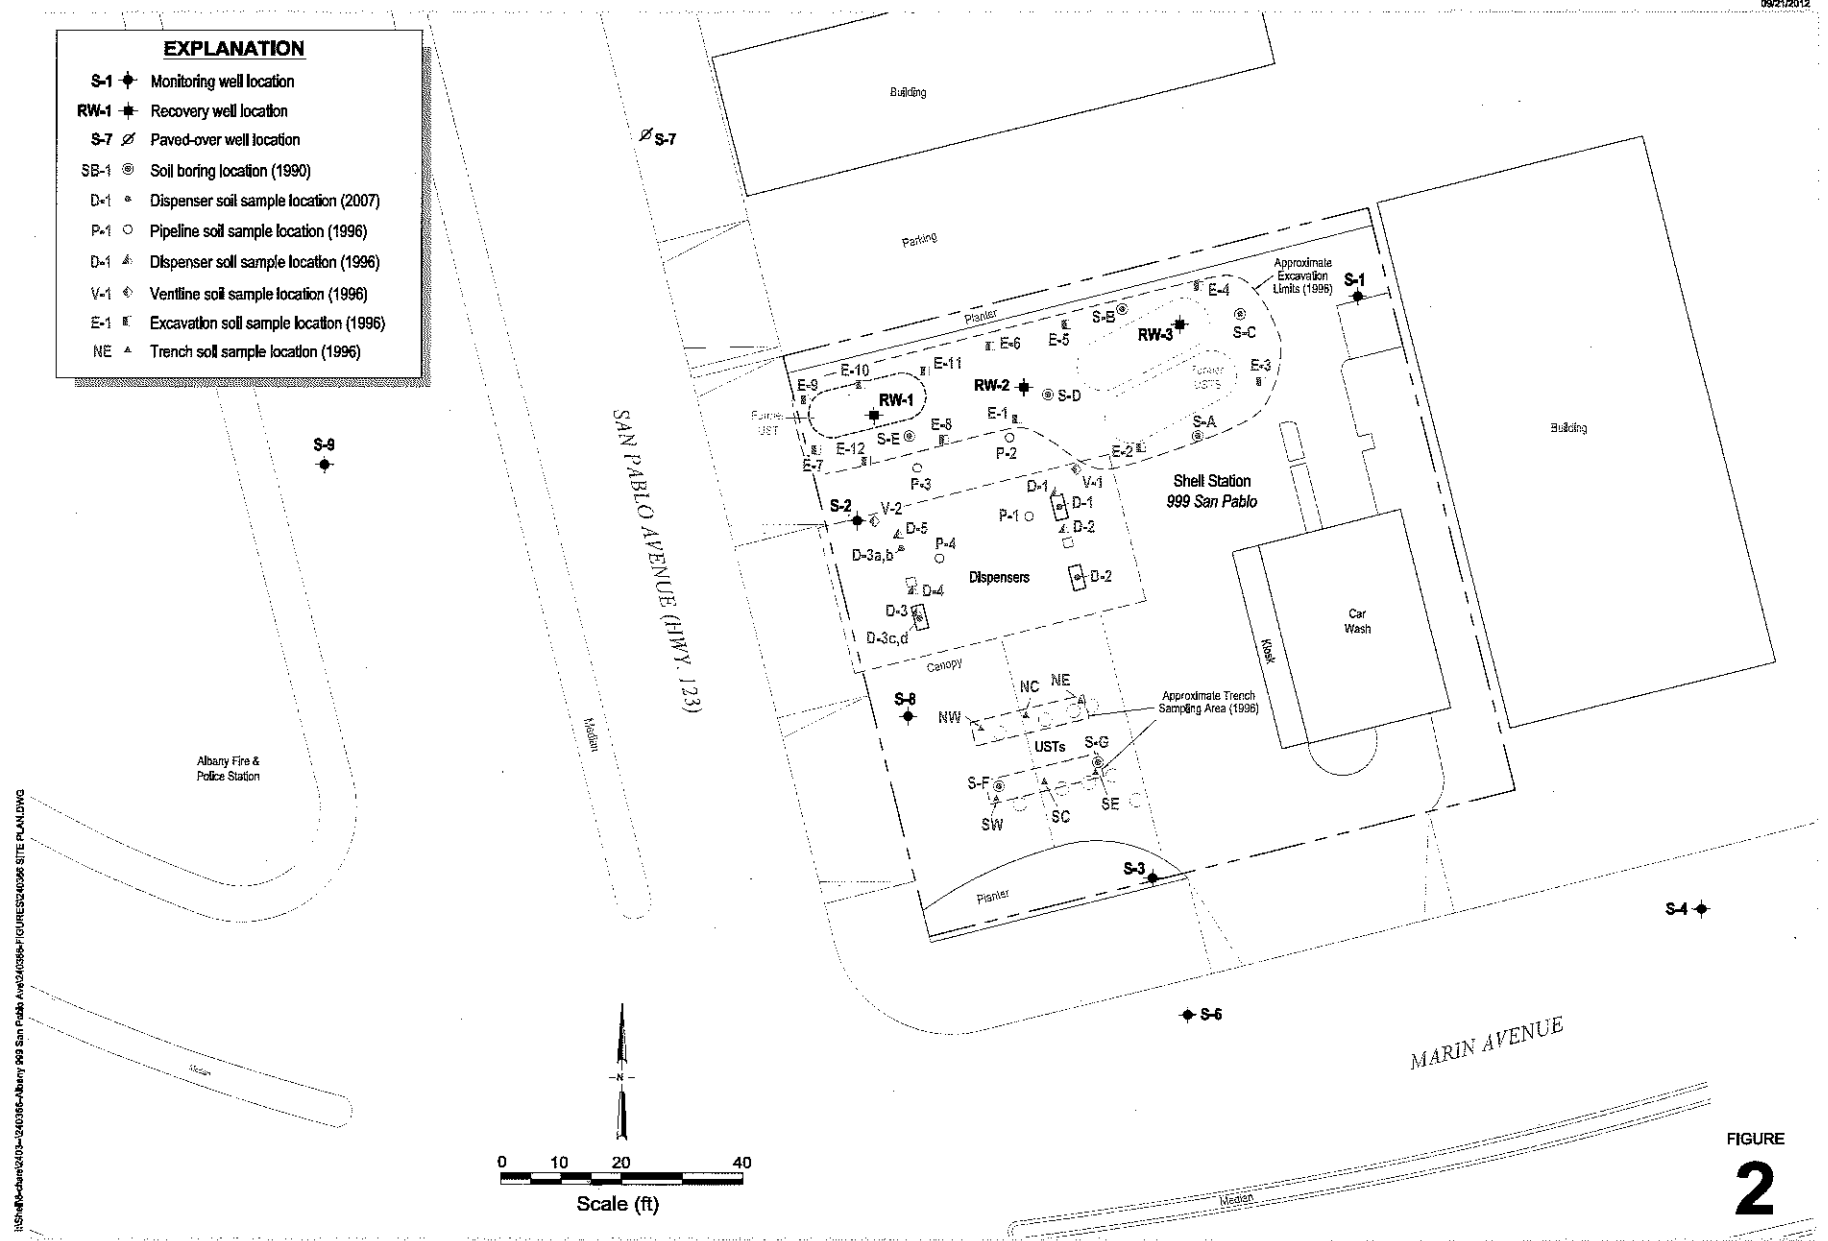 09/21/2012
EXPLANATION
S-1 Monitoring well location
RW-1 Recovery well location
S-7 Paved-over well location
SB-1 Soil boring location (1990)
D-1 Dispenser soil sample location (2007)
P-1 Pipeline soil sample location (1996)
D-1 Dispenser soil sample location (1996)
V-1 Ventline soil sample location (1996)
E-1 Excavation soil sample location (1996)
NE Trench soil sample location (1996)
Building
S-7
Parking
Approximate
Excavation
Limits (1996)
S-1
Planter
S-B
E-4
S-C
E-5
RW-3
E-6
E-11
E-10
E-9
RW-1
RW-2
S-D
Former
USTs
E-3
Former
UST
E-1
S-E
E-8
S-A
E-12
E-7
P-2
E-2
Building
P-3
V-1
D-1
D-1
Shell Station
999 San Pablo
S-9
S-2
V-2
P-1
D-2
D-5
P-4
D-3a,b
Dispensers
D-2
D-4
D-3
D-3c,d
SAN PABLO AVENUE (HWY. 123)
Car
Wash
Kiosk
Canopy
NC
NE
Approximate Trench
Sampling Area (1996)
S-8
NW
Median
USTs
S-G
S-F
SE
SC
SW
Albany Fire &
Police Station
S-3
Planter
S-4
S-6
MARIN AVENUE
Median
N
0 10 20 40
Scale (ft)
Median
FIGURE
2